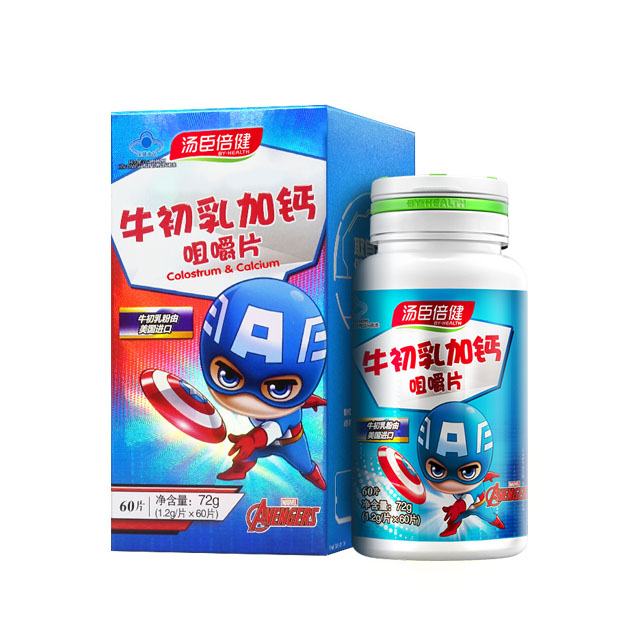 汤臣倍健
BY-HEALTH
牛初乳加钙
咀嚼片
Colostrum & Calcium
牛初乳粉由
美国进口
60片
净含量：72g
(1.2g/片×60片)
MARVEL
AVENGERS
BY-HEALTH
汤臣倍健
BY-HEALTH
牛初乳加钙
咀嚼片
牛初乳粉由
美国进口
60片
净含量：72g
(1.2g/片×60片)
MARVEL
AVENGERS